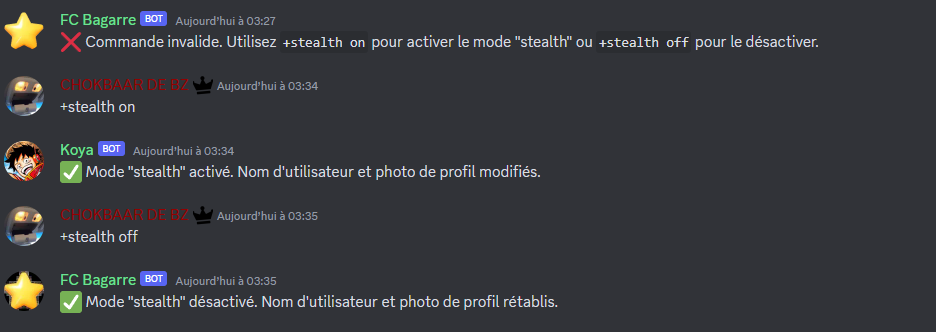 FC Bagarre BOT Aujourd'hui à 03:27
❌ Commande invalide. Utilisez +stealth on pour activer le mode "stealth" ou +stealth off pour le désactiver.
CHOKBAAR DE BZ Aujourd'hui à 03:34
+stealth on
Koya BOT Aujourd'hui à 03:34
✅ Mode "stealth" activé. Nom d'utilisateur et photo de profil modifiés.
CHOKBAAR DE BZ Aujourd'hui à 03:35
+stealth off
FC Bagarre BOT Aujourd'hui à 03:35
✅ Mode "stealth" désactivé. Nom d'utilisateur et photo de profil rétablis.